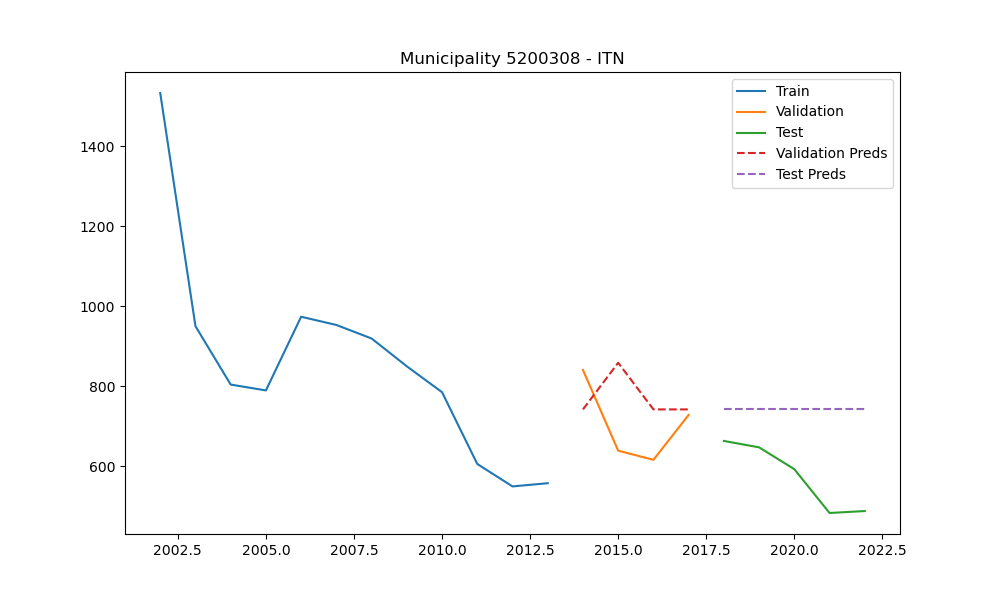 Municipality 5200308 - ITN
Train
Validation
Test
Validation Preds
Test Preds
1400
1200
1000
800
600
2002.5 2005.0 2007.5 2010.0 2012.5 2015.0 2017.5 2020.0 2022.5